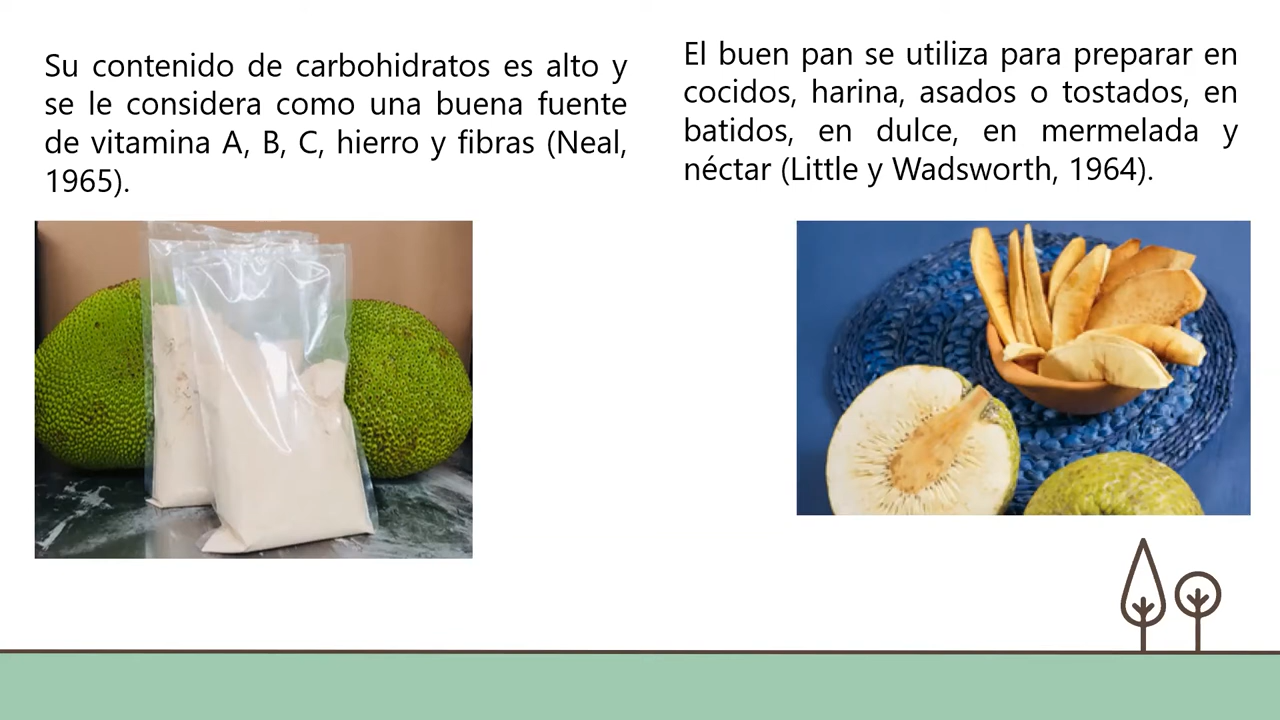 Su contenido de carbohidratos es alto y
se le considera como una buena fuente
de vitamina A, B, C, hierro y fibras (Neal,
1965).
El buen pan se utiliza para preparar en
cocidos, harina, asados o tostados, en
batidos, en dulce, en mermelada y
néctar (Little y Wadsworth, 1964).